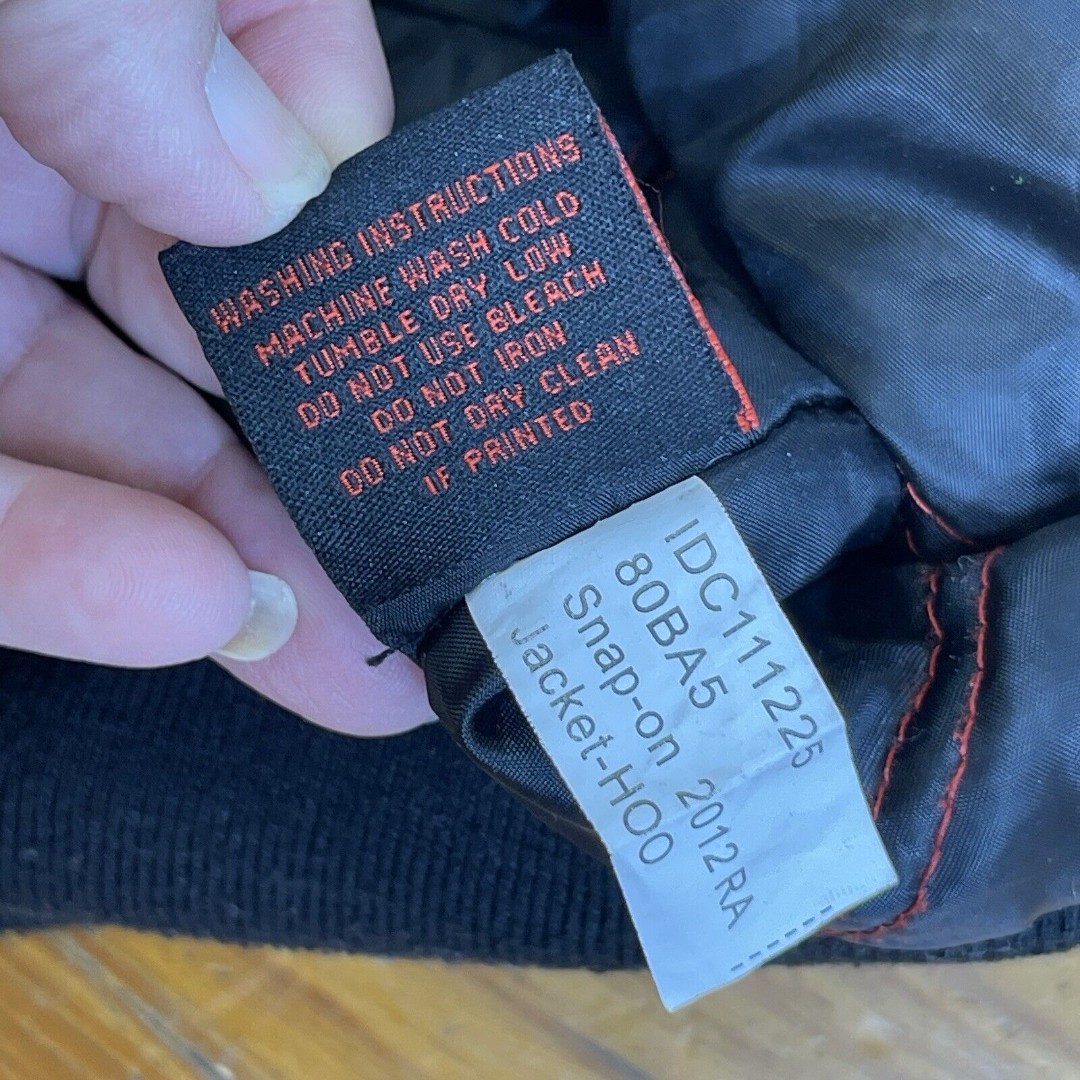 WASHING INSTRUCTIONS
MACHINE WASH COLD
TUMBLE DRY LOW
DO NOT USE BLEACH
DO NOT IRON
DO NOT DRY CLEAN
IF PRINTED
IDC111225
80BA5
Snap-on 2012RA
Jacket-HO0